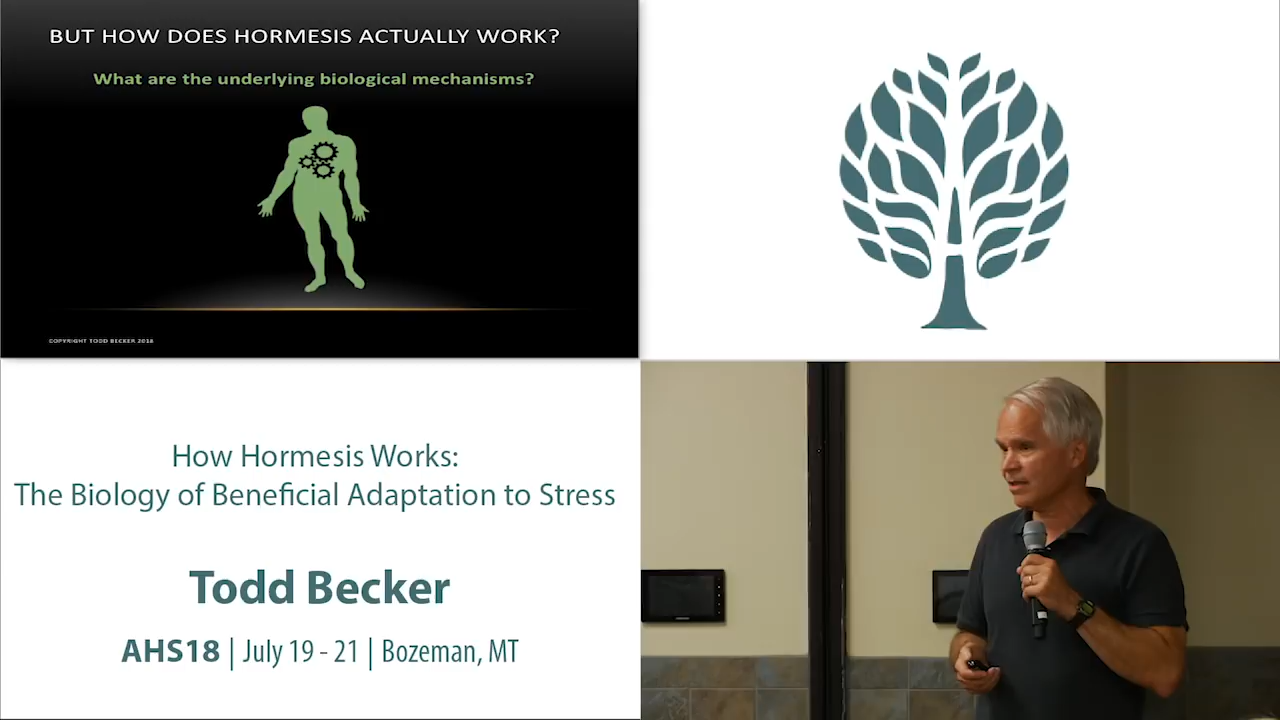 BUT HOW DOES HORMESIS ACTUALLY WORK?
What are the underlying biological mechanisms?
COPYRIGHT TODD BECKER 2018
How Hormesis Works:
The Biology of Beneficial Adaptation to Stress
Todd Becker
AHS18 | July 19 - 21 | Bozeman, MT